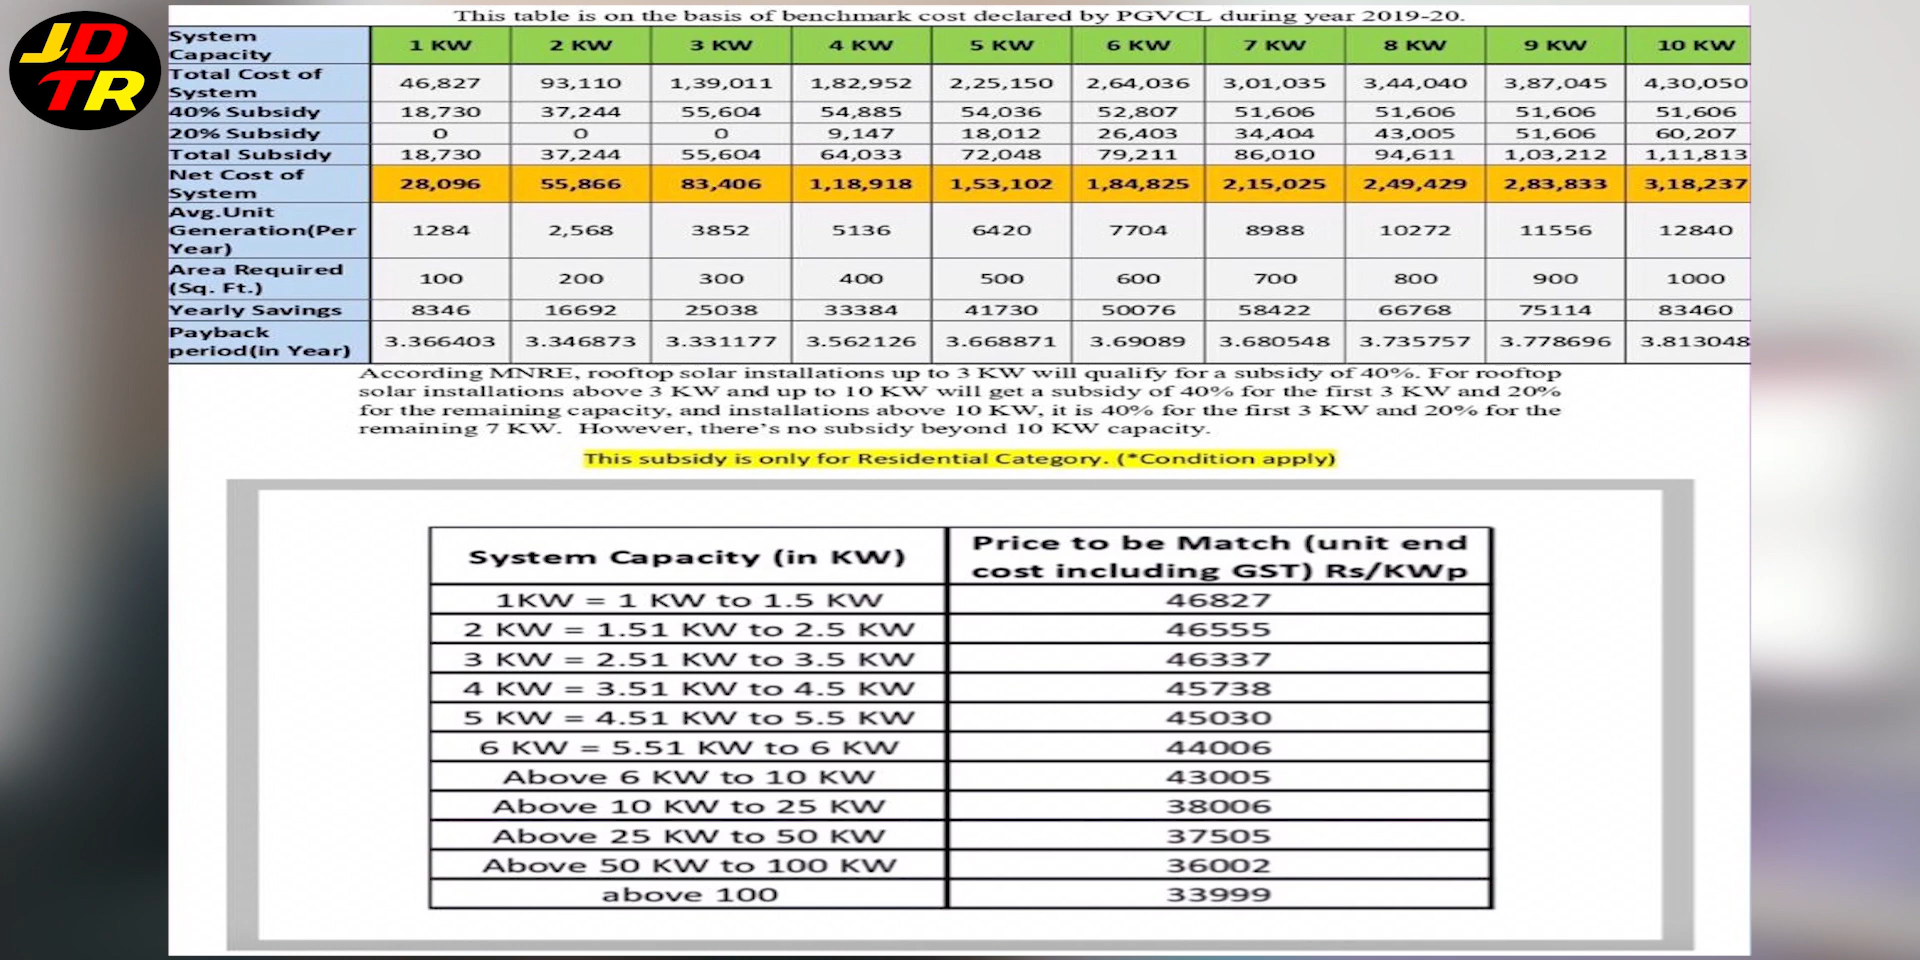 JD
TR
This table is on the basis of benchmark cost declared by PGVCL during year 2019-20.
System Capacity 1 KW 2 KW 3 KW 4 KW 5 KW 6 KW 7 KW 8 KW 9 KW 10 KW
Total Cost of System 46,827 93,110 1,39,011 1,82,952 2,25,150 2,64,036 3,01,035 3,44,040 3,87,045 4,30,050
40% Subsidy 18,730 37,244 55,604 54,885 54,036 52,807 51,606 51,606 51,606 51,606
20% Subsidy 0 0 0 9,147 18,012 26,403 34,404 43,005 51,606 60,207
Total Subsidy 18,730 37,244 55,604 64,033 72,048 79,211 86,010 94,611 1,03,212 1,11,813
Net Cost of System 28,096 55,866 83,406 1,18,918 1,53,102 1,84,825 2,15,025 2,49,429 2,83,833 3,18,237
Avg.Unit Generation(Per Year) 1284 2,568 3852 5136 6420 7704 8988 10272 11556 12840
Area Required (Sq. Ft.) 100 200 300 400 500 600 700 800 900 1000
Yearly Savings 8346 16692 25038 33384 41730 50076 58422 66768 75114 83460
Payback period(in Year) 3.366403 3.346873 3.331177 3.562126 3.668871 3.69089 3.680548 3.735757 3.778696 3.813048
According MNRE, rooftop solar installations up to 3 KW will qualify for a subsidy of 40%. For rooftop
solar installations above 3 KW and up to 10 KW will get a subsidy of 40% for the first 3 KW and 20%
for the remaining capacity, and installations above 10 KW, it is 40% for the first 3 KW and 20% for the
remaining 7 KW. However, there's no subsidy beyond 10 KW capacity.
This subsidy is only for Residential Category. (*Condition apply)
System Capacity (in KW) Price to be Match (unit end cost including GST) Rs/KWp
1KW = 1 KW to 1.5 KW 46827
2 KW = 1.51 KW to 2.5 KW 46555
3 KW = 2.51 KW to 3.5 KW 46337
4 KW = 3.51 KW to 4.5 KW 45738
5 KW = 4.51 KW to 5.5 KW 45030
6 KW = 5.51 KW to 6 KW 44006
Above 6 KW to 10 KW 43005
Above 10 KW to 25 KW 38006
Above 25 KW to 50 KW 37505
Above 50 KW to 100 KW 36002
above 100 33999